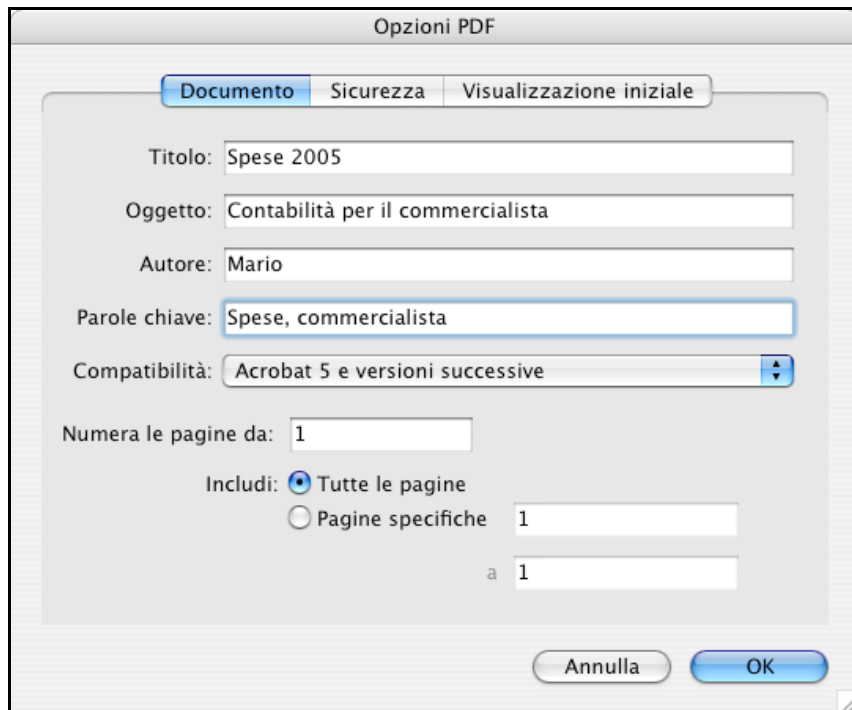 Opzioni PDF
Documento Sicurezza Visualizzazione iniziale
Titolo: Spese 2005
Oggetto: Contabilità per il commercialista
Autore: Mario
Parole chiave: Spese, commercialista
Compatibilità: Acrobat 5 e versioni successive
Numera le pagine da: 1
Includi: Tutte le pagine
Pagine specifiche 1
a 1
Annulla OK